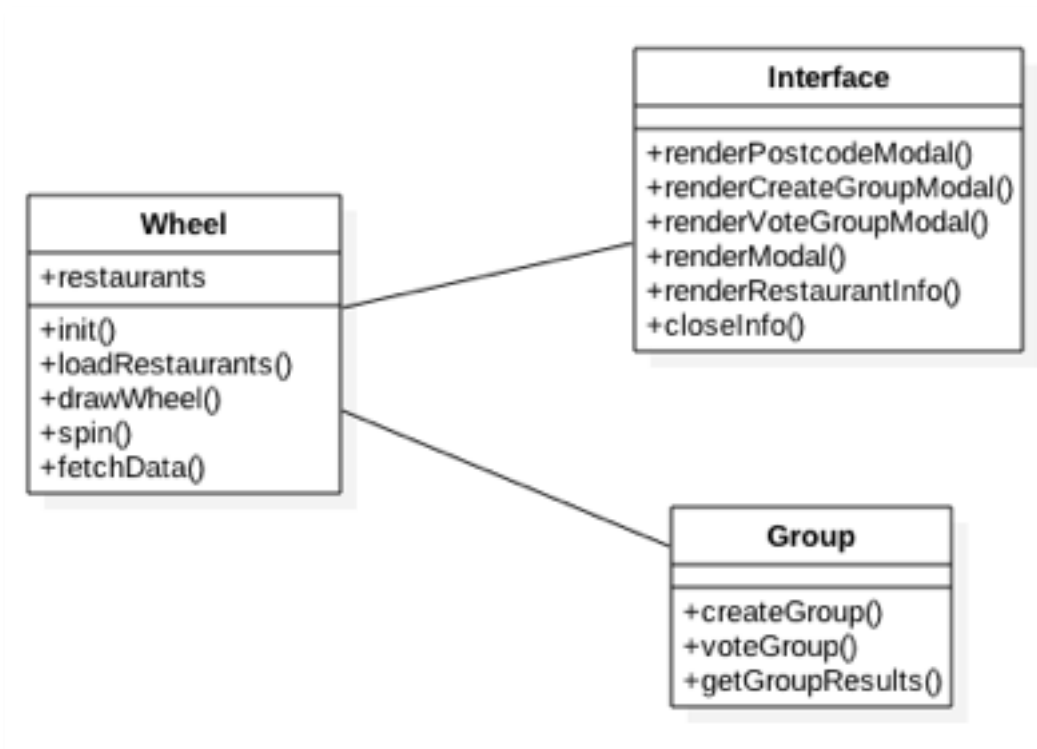 Wheel
+restaurants
+init()
+loadRestaurants()
+drawWheel()
+spin()
+fetchData()
Interface
+renderPostcodeModal()
+renderCreateGroupModal()
+renderVoteGroupModal()
+renderModal()
+renderRestaurantInfo()
+closeInfo()
Group
+createGroup()
+voteGroup()
+getGroupResults()